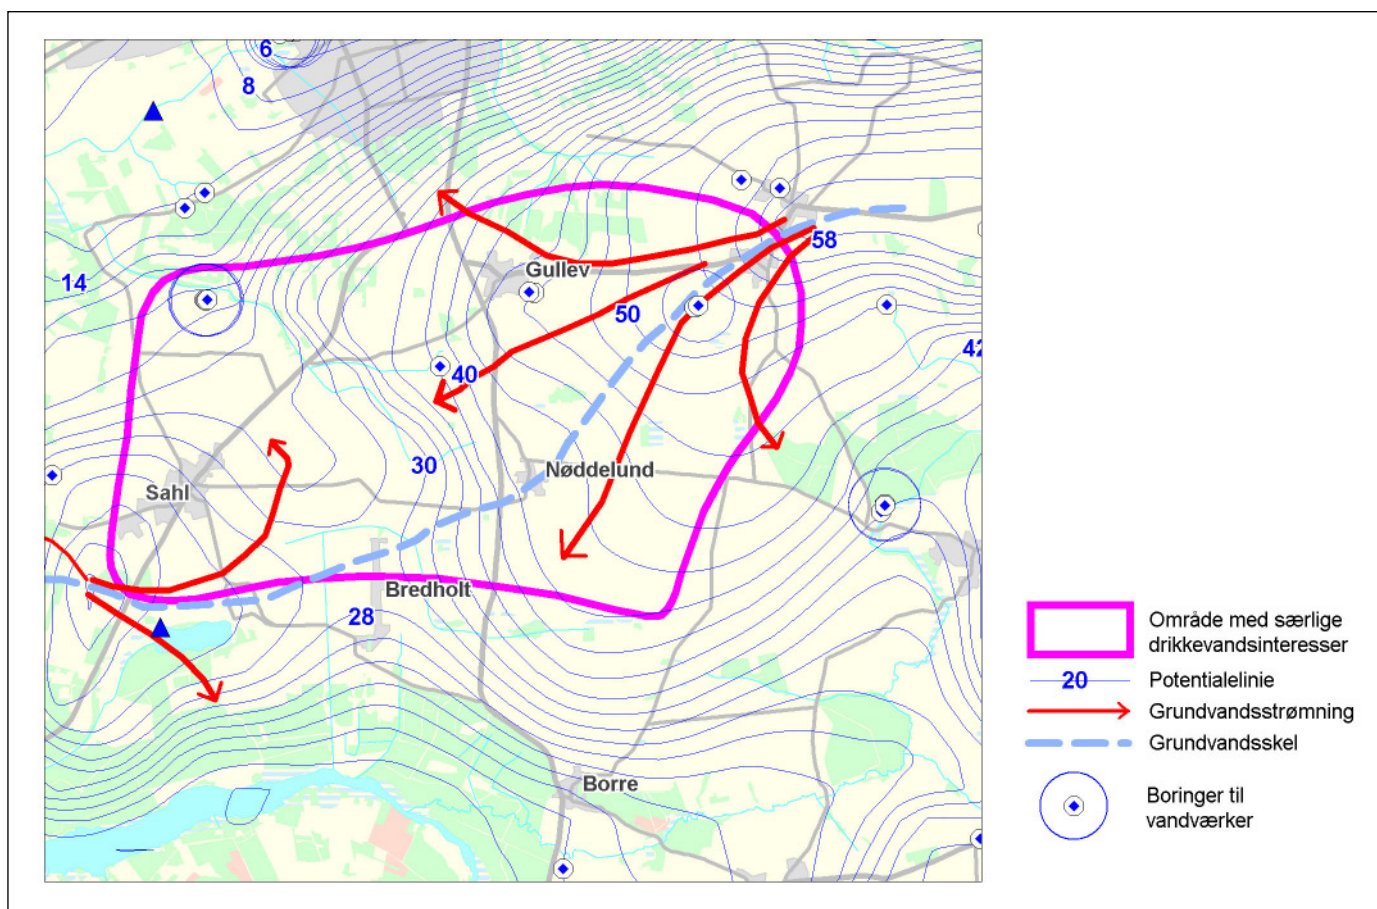 6
8
14
Gullev
58
50
42
40
30
Nøddelund
Sahl
Bredholt
28
Borre
Område med særlige
drikkevandsinteresser
20
Potentialelinie
Grundvandsstrømning
Grundvandsskel
Boringer til
vandværker